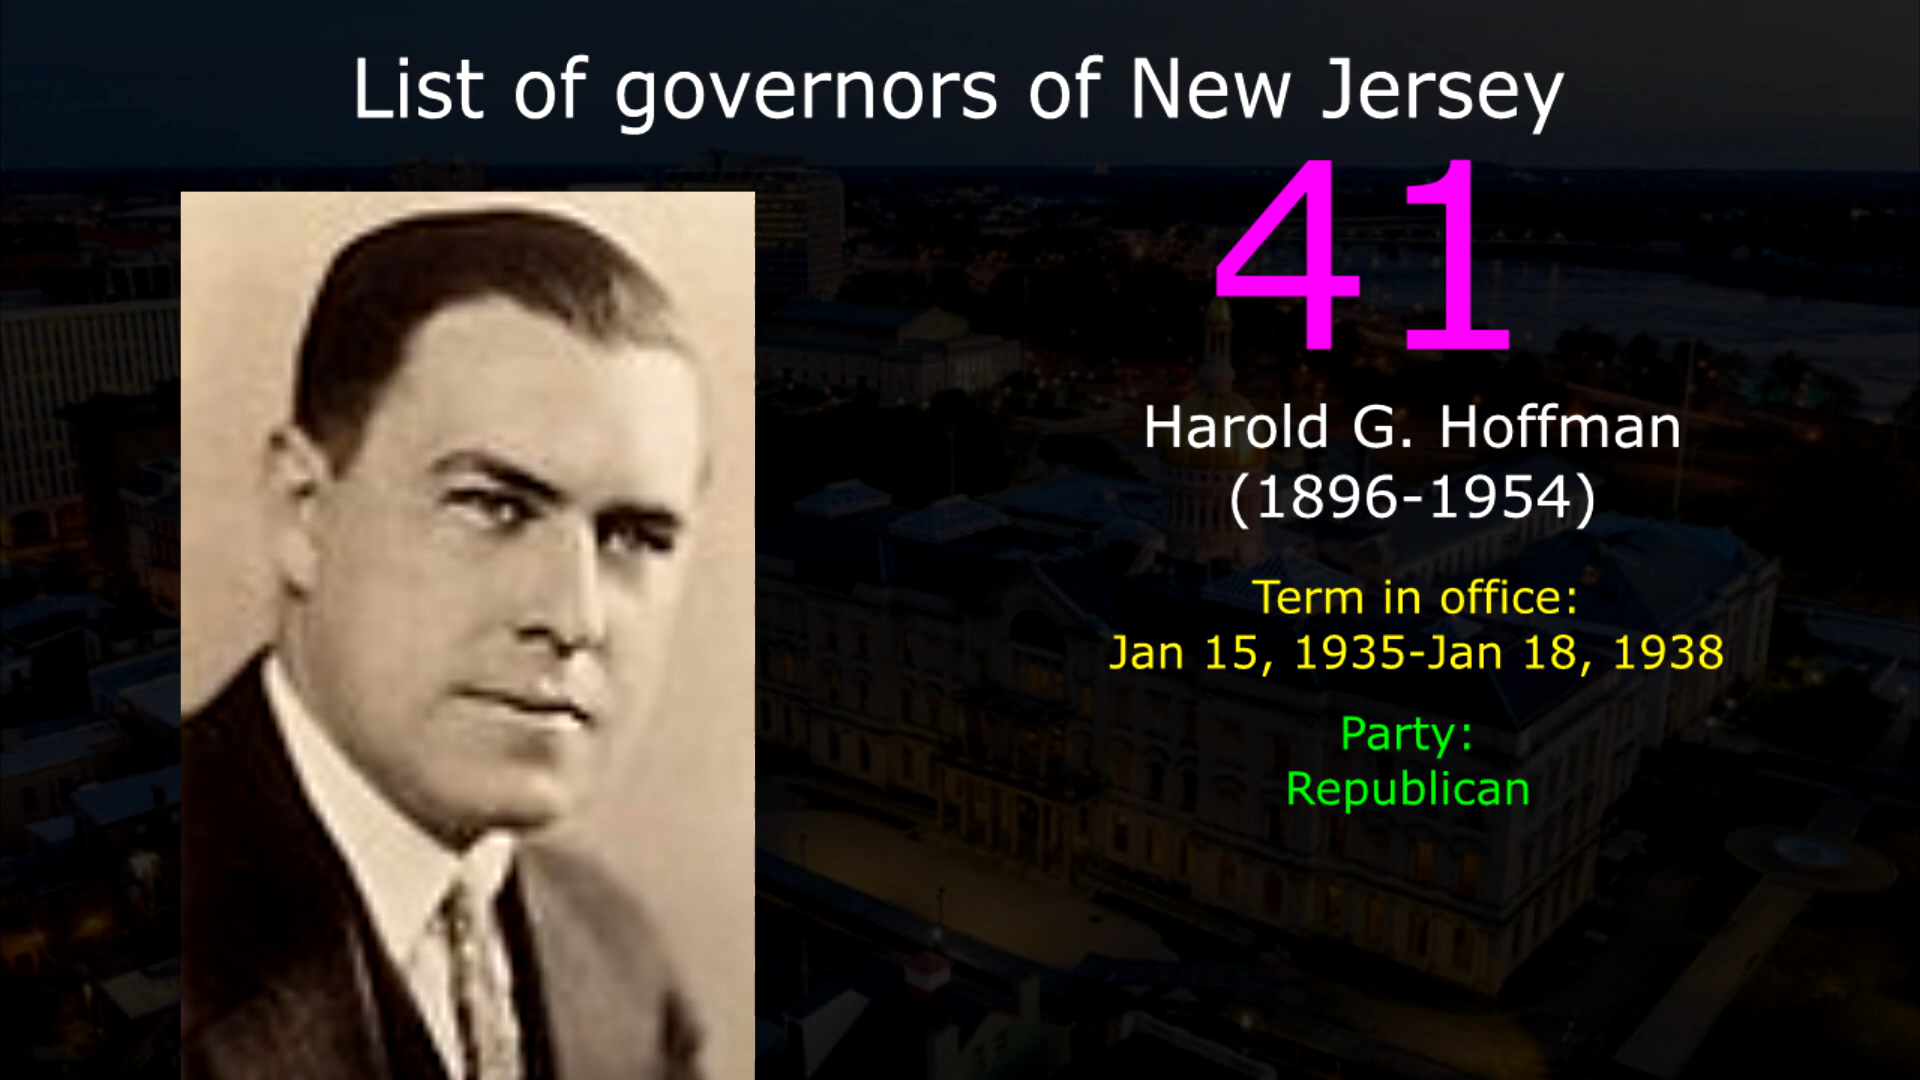 List of governors of New Jersey
41
Harold G. Hoffman
(1896-1954)
Term in office:
Jan 15, 1935-Jan 18, 1938
Party:
Republican